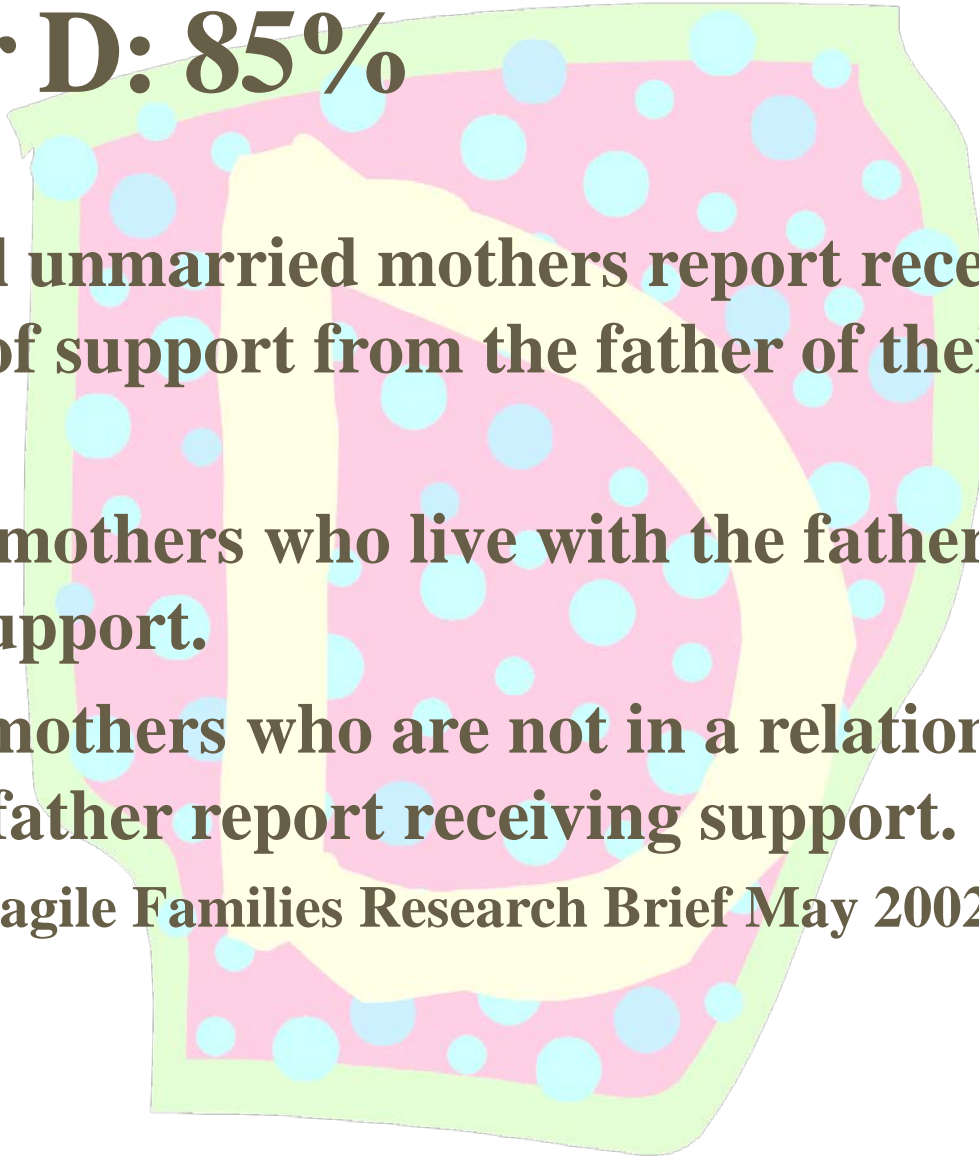 r D: 85%
l unmarried mothers report rece
of support from the father of thei
mothers who live with the father
upport.
mothers who are not in a relation
father report receiving support.
agile Families Research Brief May 2002
D